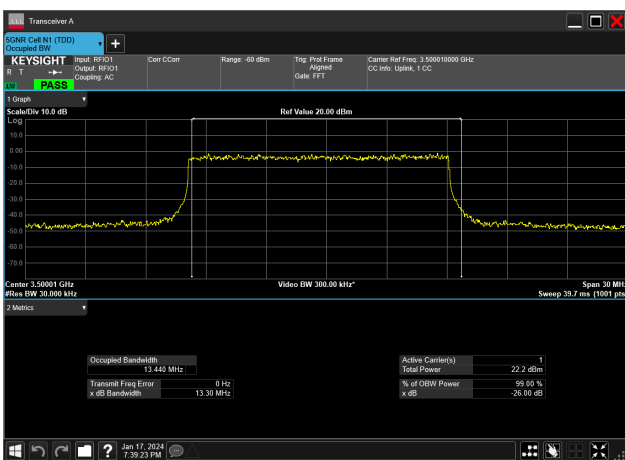 Transceiver A
5GNR Cell N1 (TDD)
Occupied BW
KEYSIGHT
R T
LXI
PASS
Input: RFIO1
Output: RFIO1
Coupling: AC
Corr CCorr
Range: -60 dBm
Trig: Prot Frame
Aligned
Gate: FFT
Carrier Ref Freq: 3.500010000 GHz
CC Info: Uplink, 1 CC
1 Graph
Scale/Div 10.0 dB
Ref Value 20.00 dBm
Log
10.0
0.00
-10.0
-20.0
-30.0
-40.0
-50.0
-60.0
-70.0
Center 3.50001 GHz
Video BW 300.00 kHz*
Span 30 MH
#Res BW 30.000 kHz
Sweep 39.7 ms (1001 pts
2 Metrics
Occupied Bandwidth
13.440 MHz
Transmit Freq Error 0 Hz
x dB Bandwidth 13.30 MHz
Active Carrier(s) 1
Total Power 22.2 dBm
% of OBW Power 99.00 %
x dB -26.00 dB
Jan 17, 2024
7:39:23 PM